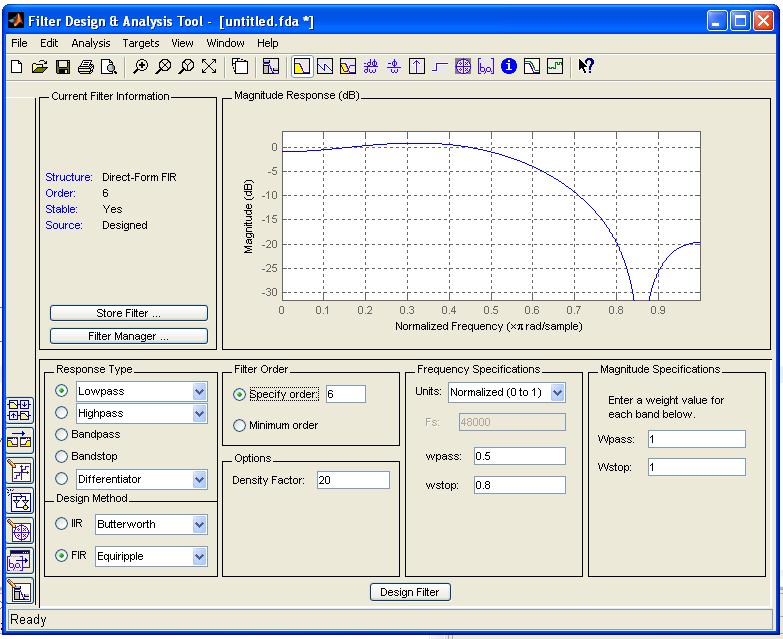 Filter Design & Analysis Tool - [untitled.fda *]
File Edit Analysis Targets View Window Help
Current Filter Information
Structure: Direct-Form FIR
Order: 6
Stable: Yes
Source: Designed
Store Filter ...
Filter Manager ...
Magnitude Response (dB)
Magnitude (dB)
0
-5
-10
-15
-20
-25
-30
0 0.1 0.2 0.3 0.4 0.5 0.6 0.7 0.8 0.9
Normalized Frequency (×π rad/sample)
Response Type
Lowpass
Highpass
Bandpass
Bandstop
Differentiator
Design Method
IIR Butterworth
FIR Equiripple
Filter Order
Specify order: 6
Minimum order
Options
Density Factor: 20
Frequency Specifications
Units: Normalized (0 to 1)
Fs: 48000
wpass: 0.5
wstop: 0.8
Magnitude Specifications
Enter a weight value for
each band below.
Wpass: 1
Wstop: 1
Design Filter
Ready